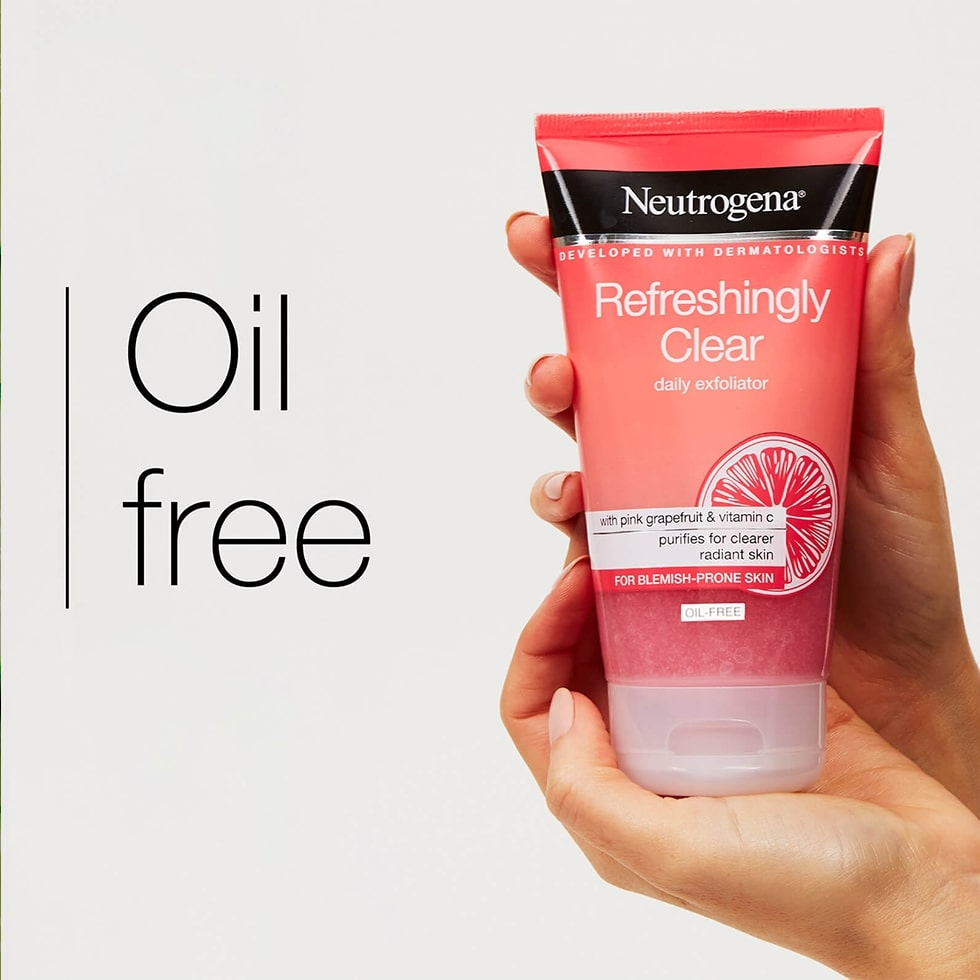 Oil
free
Neutrogena®
DEVELOPED WITH DERMATOLOGISTS
Refreshingly
Clear
daily exfoliator
with pink grapefruit & vitamin c
purifies for clearer
radiant skin
FOR BLEMISH-PRONE SKIN
OIL-FREE